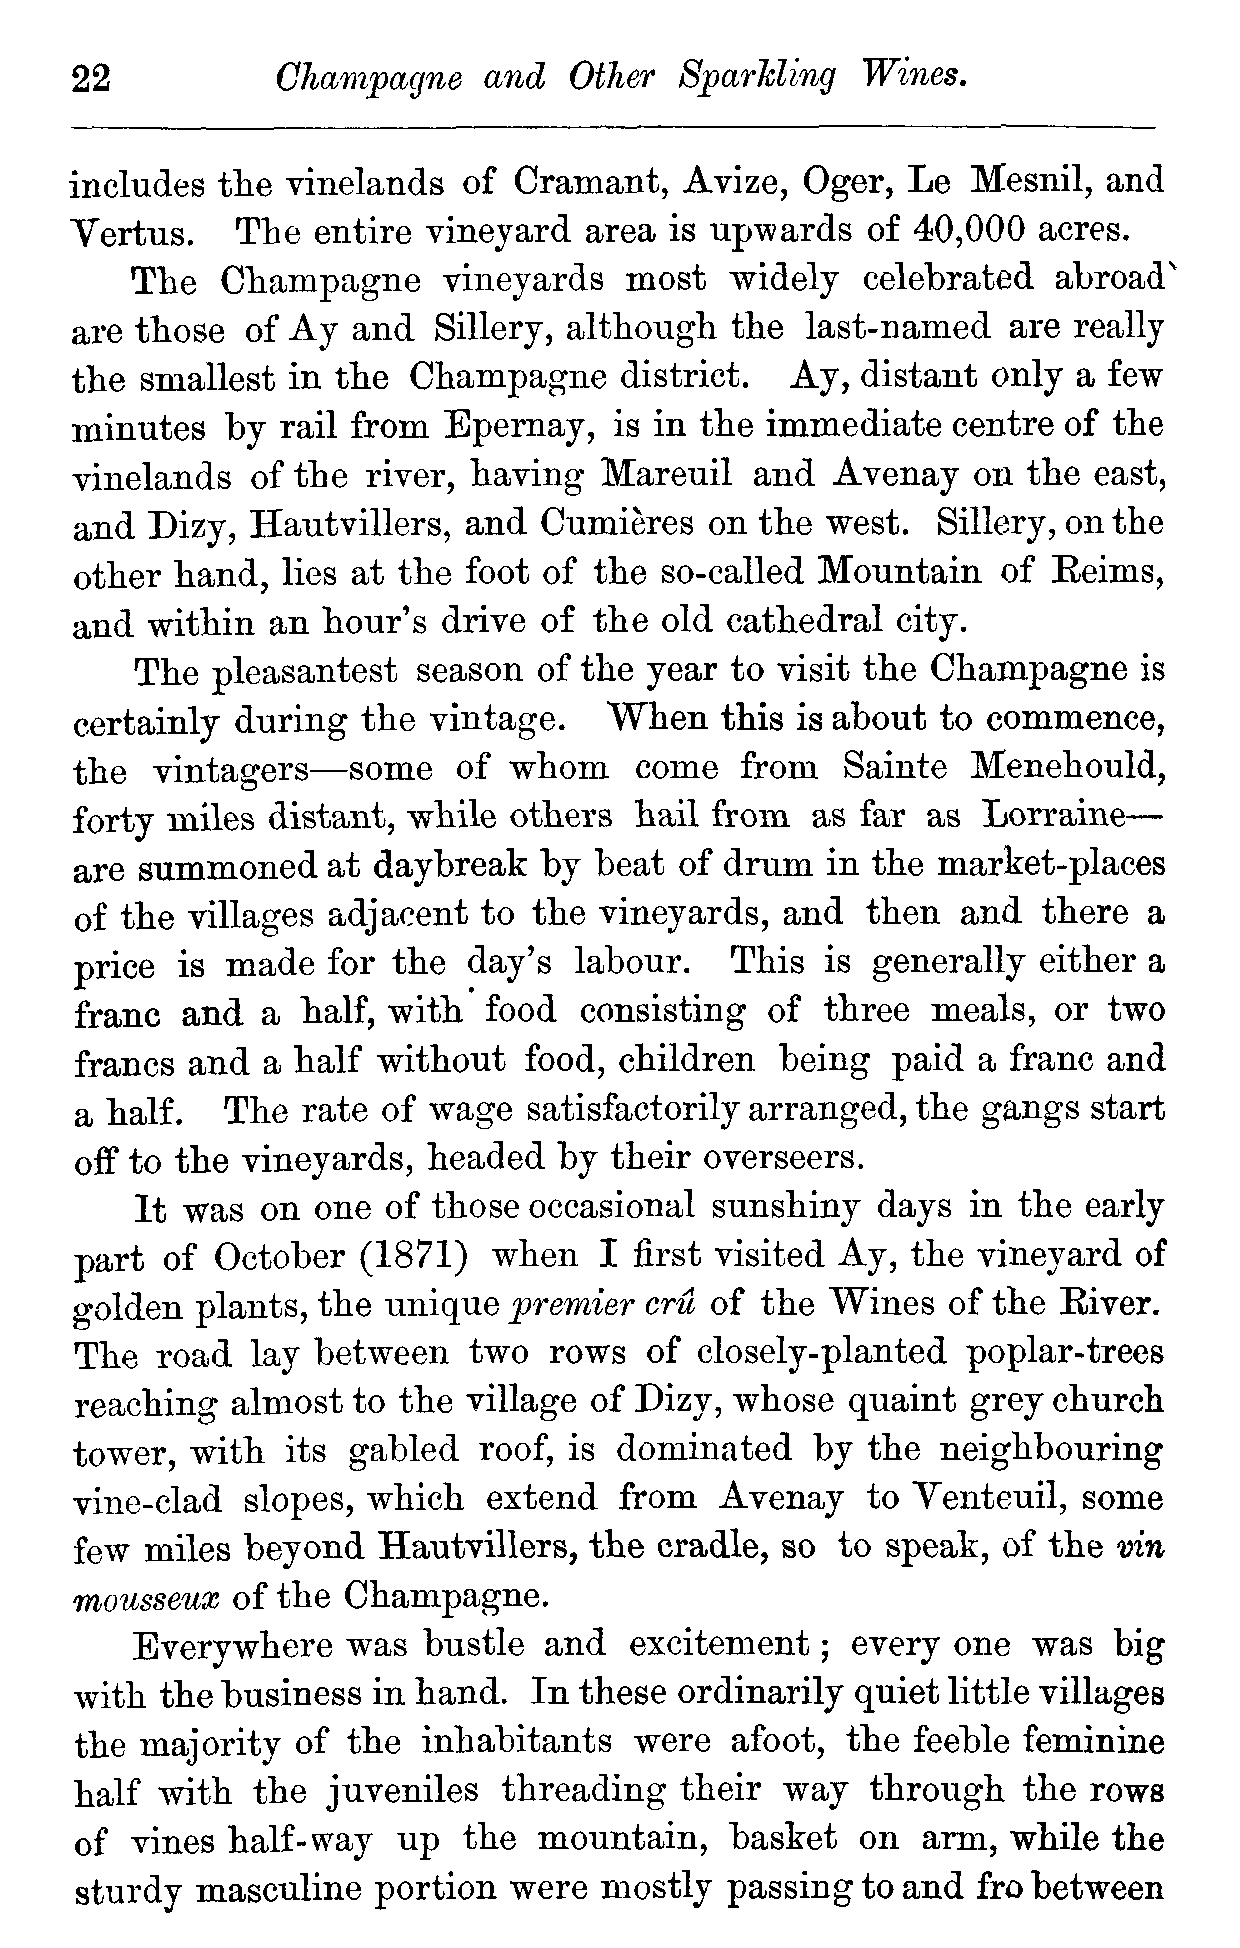 22 Champagne and Other Sparkling Wines.
includes the vinelands of Cramant, Avize, Oger, Le Mesnil, and
Vertus. The entire vineyard area is upwards of 40,000 acres.
The Champagne vineyards most widely celebrated abroad
are those of Ay and Sillery, although the last-named are really
the smallest in the Champagne district. Ay, distant only a few
minutes by rail from Epernay, is in the immediate centre of the
vinelands of the river, having Mareuil and Avenay on the east,
and Dizy, Hautvillers, and Cumières on the west. Sillery, on the
other hand, lies at the foot of the so-called Mountain of Reims,
and within an hour's drive of the old cathedral city.
The pleasantest season of the year to visit the Champagne is
certainly during the vintage. When this is about to commence,
the vintagers—some of whom come from Sainte Menehould,
forty miles distant, while others hail from as far as Lorraine—
are summoned at daybreak by beat of drum in the market-places
of the villages adjacent to the vineyards, and then and there a
price is made for the day's labour. This is generally either a
franc and a half, with food consisting of three meals, or two
francs and a half without food, children being paid a franc and
a half. The rate of wage satisfactorily arranged, the gangs start
off to the vineyards, headed by their overseers.
It was on one of those occasional sunshiny days in the early
part of October (1871) when I first visited Ay, the vineyard of
golden plants, the unique premier crû of the Wines of the River.
The road lay between two rows of closely-planted poplar-trees
reaching almost to the village of Dizy, whose quaint grey church
tower, with its gabled roof, is dominated by the neighbouring
vine-clad slopes, which extend from Avenay to Venteuil, some
few miles beyond Hautvillers, the cradle, so to speak, of the vin
mousseux of the Champagne.
Everywhere was bustle and excitement; every one was big
with the business in hand. In these ordinarily quiet little villages
the majority of the inhabitants were afoot, the feeble feminine
half with the juveniles threading their way through the rows
of vines half-way up the mountain, basket on arm, while the
sturdy masculine portion were mostly passing to and fro between